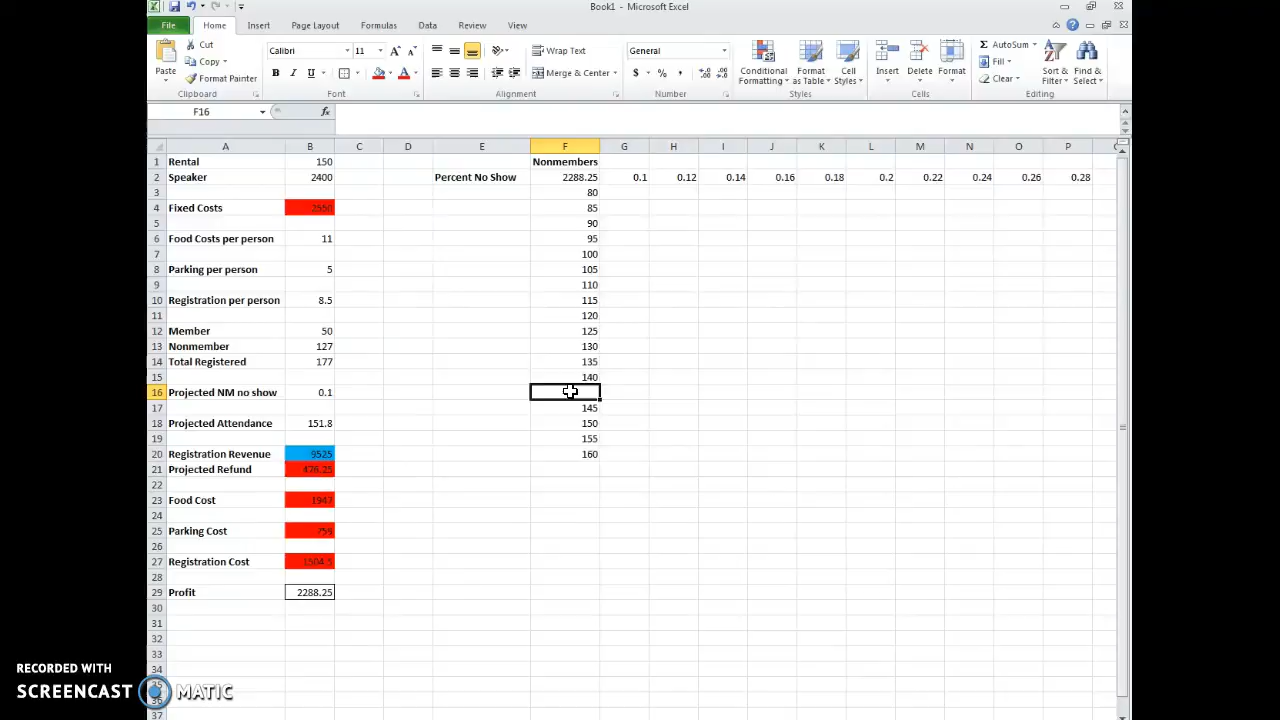 Book1 - Microsoft Excel
File Home Insert Page Layout Formulas Data Review View
Paste Cut Copy Format Painter Clipboard
Calibri 11 B I U Font
Wrap Text Merge & Center Alignment
General $ % , Number
Conditional Formatting Format as Table Cell Styles Styles
Insert Delete Format Cells
AutoSum Fill Clear Sort & Filter Find & Select Editing
F16 fx
A B C D E F G H I J K L M N O P
1 Rental 150 Nonmembers
2 Speaker 2400 Percent No Show 2288.25 0.1 0.12 0.14 0.16 0.18 0.2 0.22 0.24 0.26 0.28
3 80
4 Fixed Costs 2550 85
5 90
6 Food Costs per person 11 95
7 100
8 Parking per person 5 105
9 110
10 Registration per person 8.5 115
11 120
12 Member 50 125
13 Nonmember 127 130
14 Total Registered 177 135
15 140
16 Projected NM no show 0.1
17 145
18 Projected Attendance 151.8 150
19 155
20 Registration Revenue 9525 160
21 Projected Refund 476.25
22
23 Food Cost 1947
24
25 Parking Cost 759
26
27 Registration Cost 1504.5
28
29 Profit 2288.25
30
31
32
33
34
37
RECORDED WITH
SCREENCAST MATIC